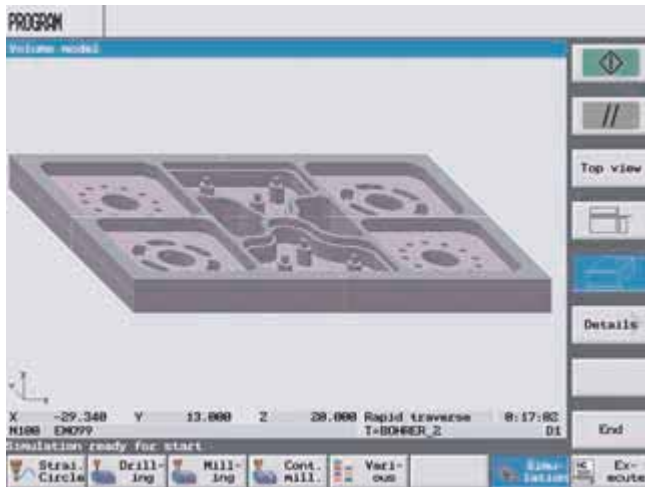 PROGRAM
Volume model
//
Top view
Details
X -29.340 Y 13.000 Z 20.000 Rapid traverse 0:17:02
N100 T=BOHRER_2 D1
End
Simulation ready for start
Strai. Circle
Drill- ing
Mill- ing
Cont. mill.
Vari- ous
Simu- lation
Ex- ecute